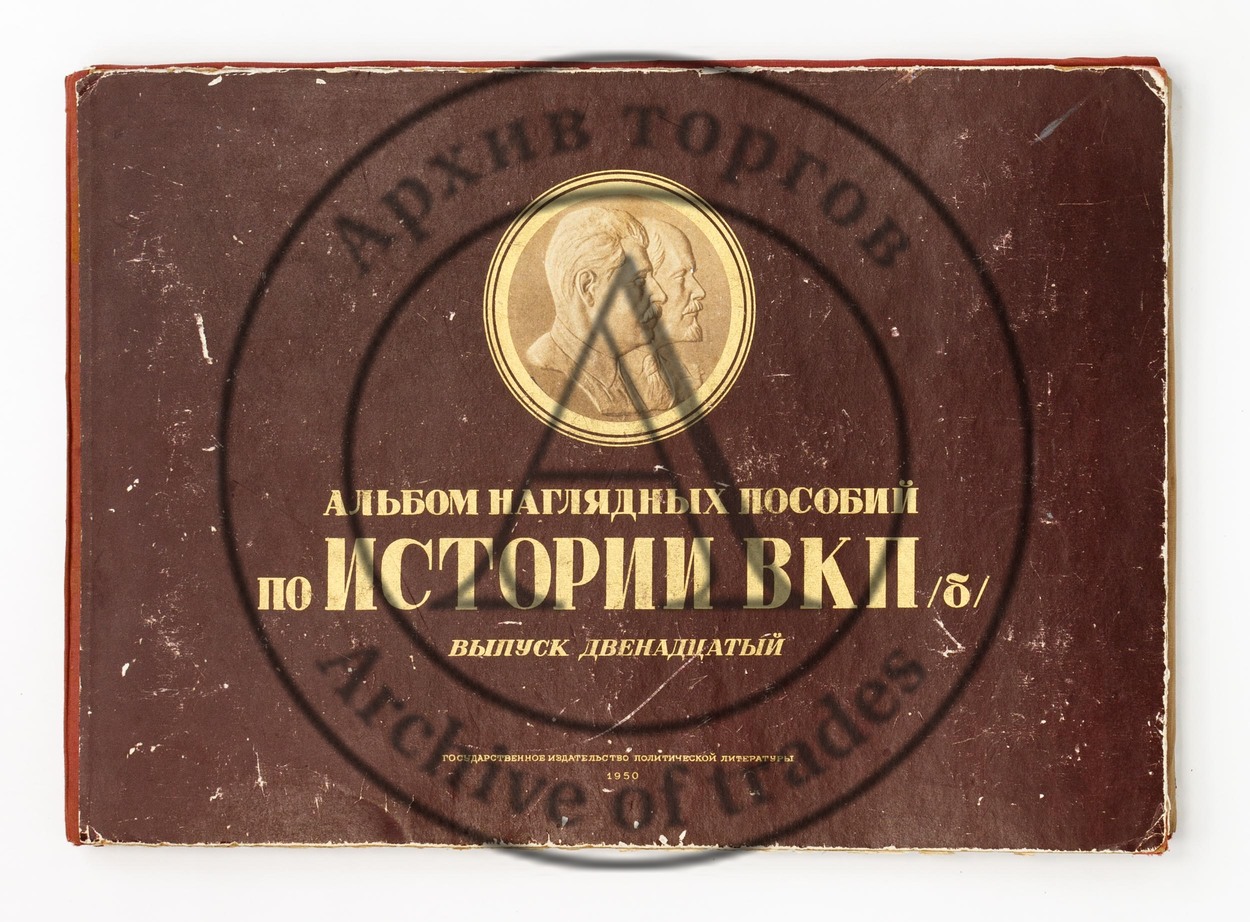 Архив торгов
АЛЬБОМ НАГЛЯДНЫХ ПОСОБИЙ
ПО ИСТОРИИ ВКП /б/
ВЫПУСК ДВЕНАДЦАТЫЙ
ГОСУДАРСТВЕННОЕ ИЗДАТЕЛЬСТВО ПОЛИТИЧЕСКОЙ ЛИТЕРАТУРЫ
1950
Archive of trades